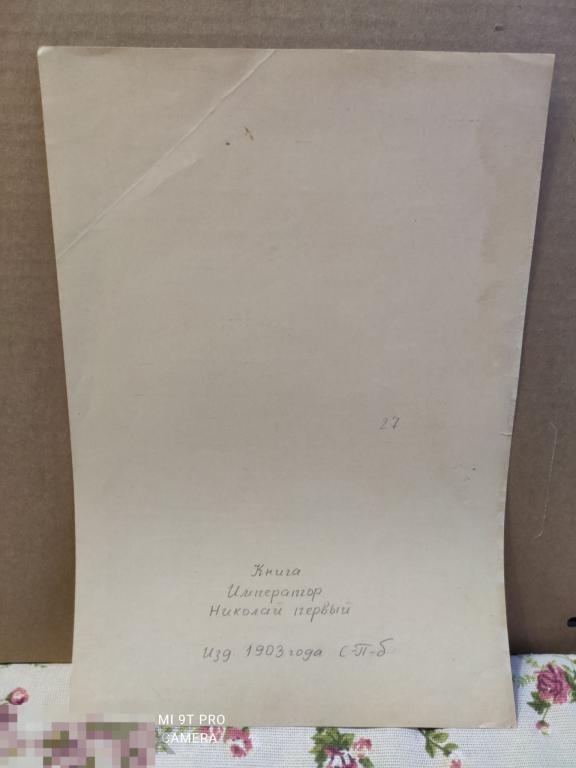 27
Книга
Император
Николай первый
Изд 1903 года С-П-б
MI 9T PRO
CAMERA